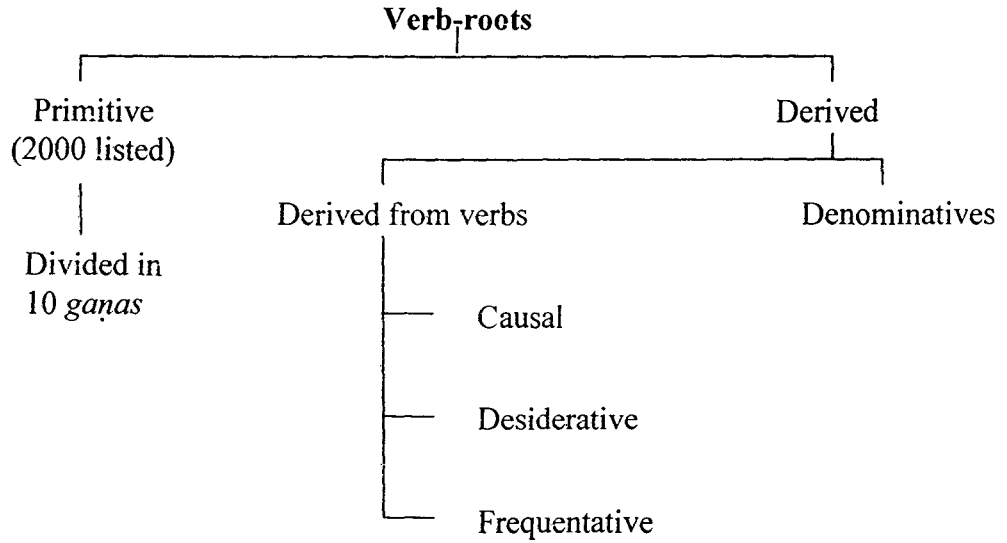 Verb-roots
Primitive
(2000 listed)
Derived
Derived from verbs
Denominatives
Divided in
10 gaṇas
Causal
Desiderative
Frequentative